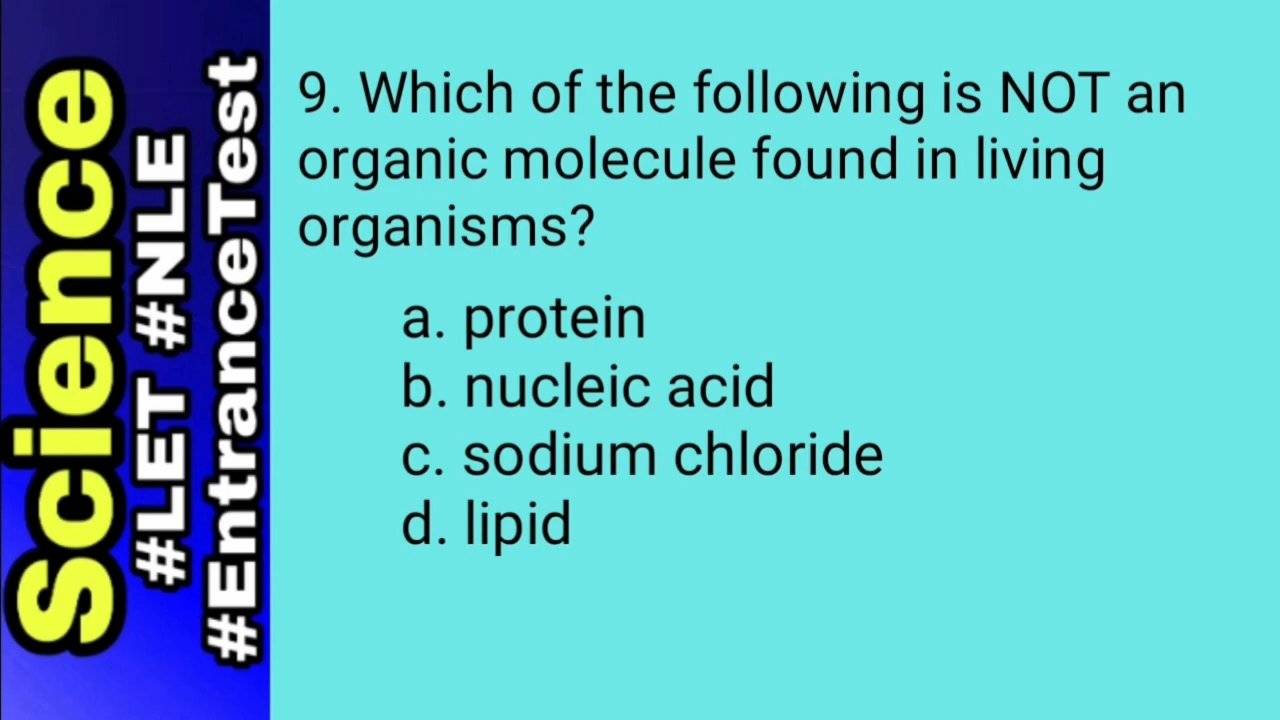 Science
#LET #NLE
#EntranceTest
9. Which of the following is NOT an
organic molecule found in living
organisms?
a. protein
b. nucleic acid
c. sodium chloride
d. lipid